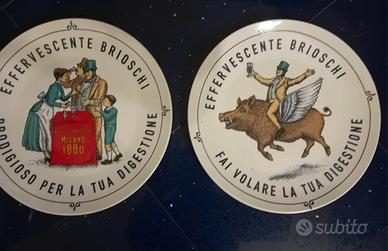 EFFERVESCENTE BRIOSCHI
MILANO
1880
PRODIGIOSO PER LA TUA DIGESTIONE
EFFERVESCENTE BRIOSCHI
FAI VOLARE LA TUA DIGESTIONE
subito